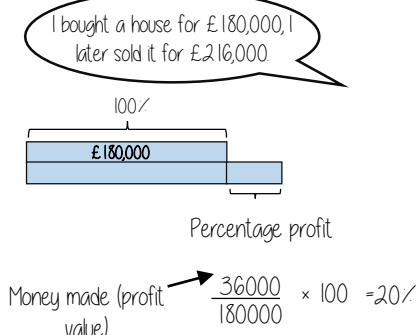 I bought a house for £180,000, I
later sold it for £216,000.
100%
£180,000
Percentage profit
Money made (profit
value)
36000
180000
× 100 =20%